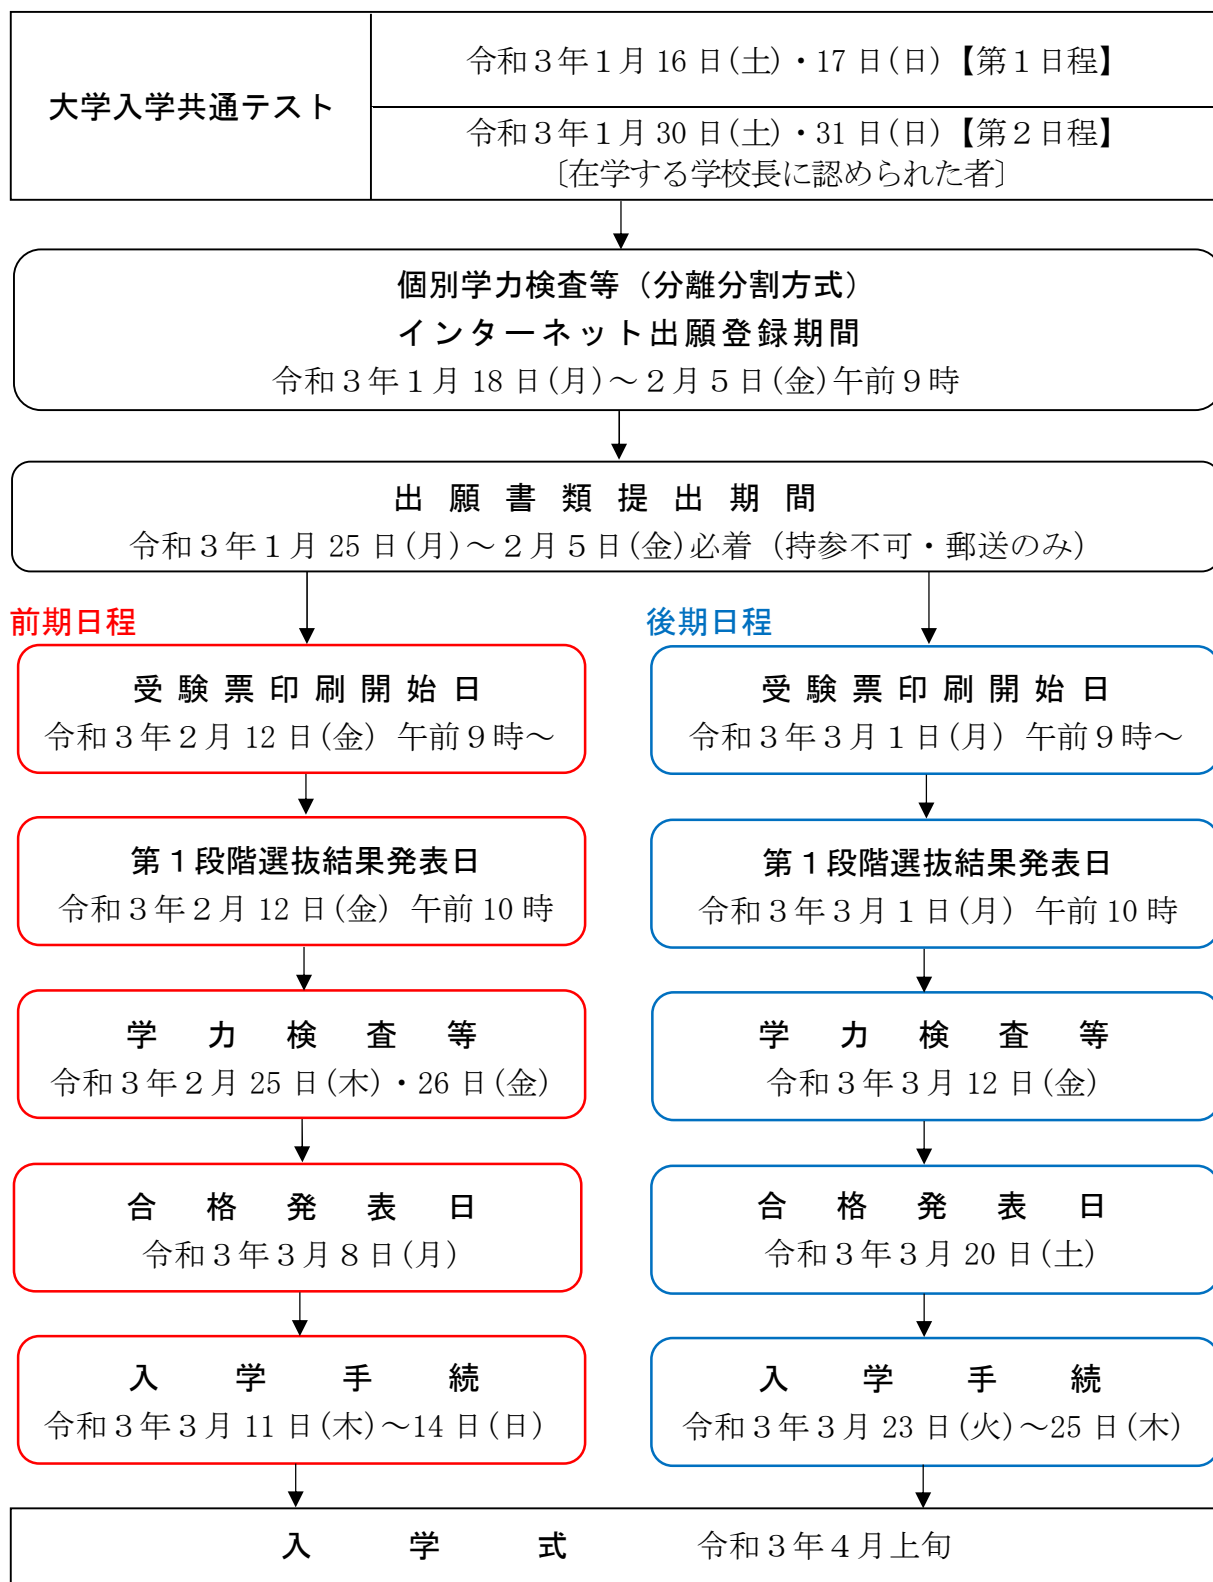 大学入学共通テスト
令和３年１月 16 日(土)・17 日(日)【第１日程】
令和３年１月 30 日(土)・31 日(日)【第２日程】
〔在学する学校長に認められた者〕
個別学力検査等（分離分割方式）
インターネット出願登録期間
令和３年１月 18 日(月)～２月５日(金)午前９時
出願書類提出期間
令和３年１月 25 日(月)～２月５日(金)必着（持参不可・郵送のみ）
前期日程
受験票印刷開始日
令和３年２月 12 日(金) 午前９時～
第１段階選抜結果発表日
令和３年２月 12 日(金) 午前 10 時
学力検査等
令和３年２月 25 日(木)・26 日(金)
合格発表日
令和３年３月８日(月)
入学手続
令和３年３月 11 日(木)～14 日(日)
後期日程
受験票印刷開始日
令和３年３月１日(月) 午前９時～
第１段階選抜結果発表日
令和３年３月１日(月) 午前 10 時
学力検査等
令和３年３月 12 日(金)
合格発表日
令和３年３月 20 日(土)
入学手続
令和３年３月 23 日(火)～25 日(木)
入学式 令和３年４月上旬